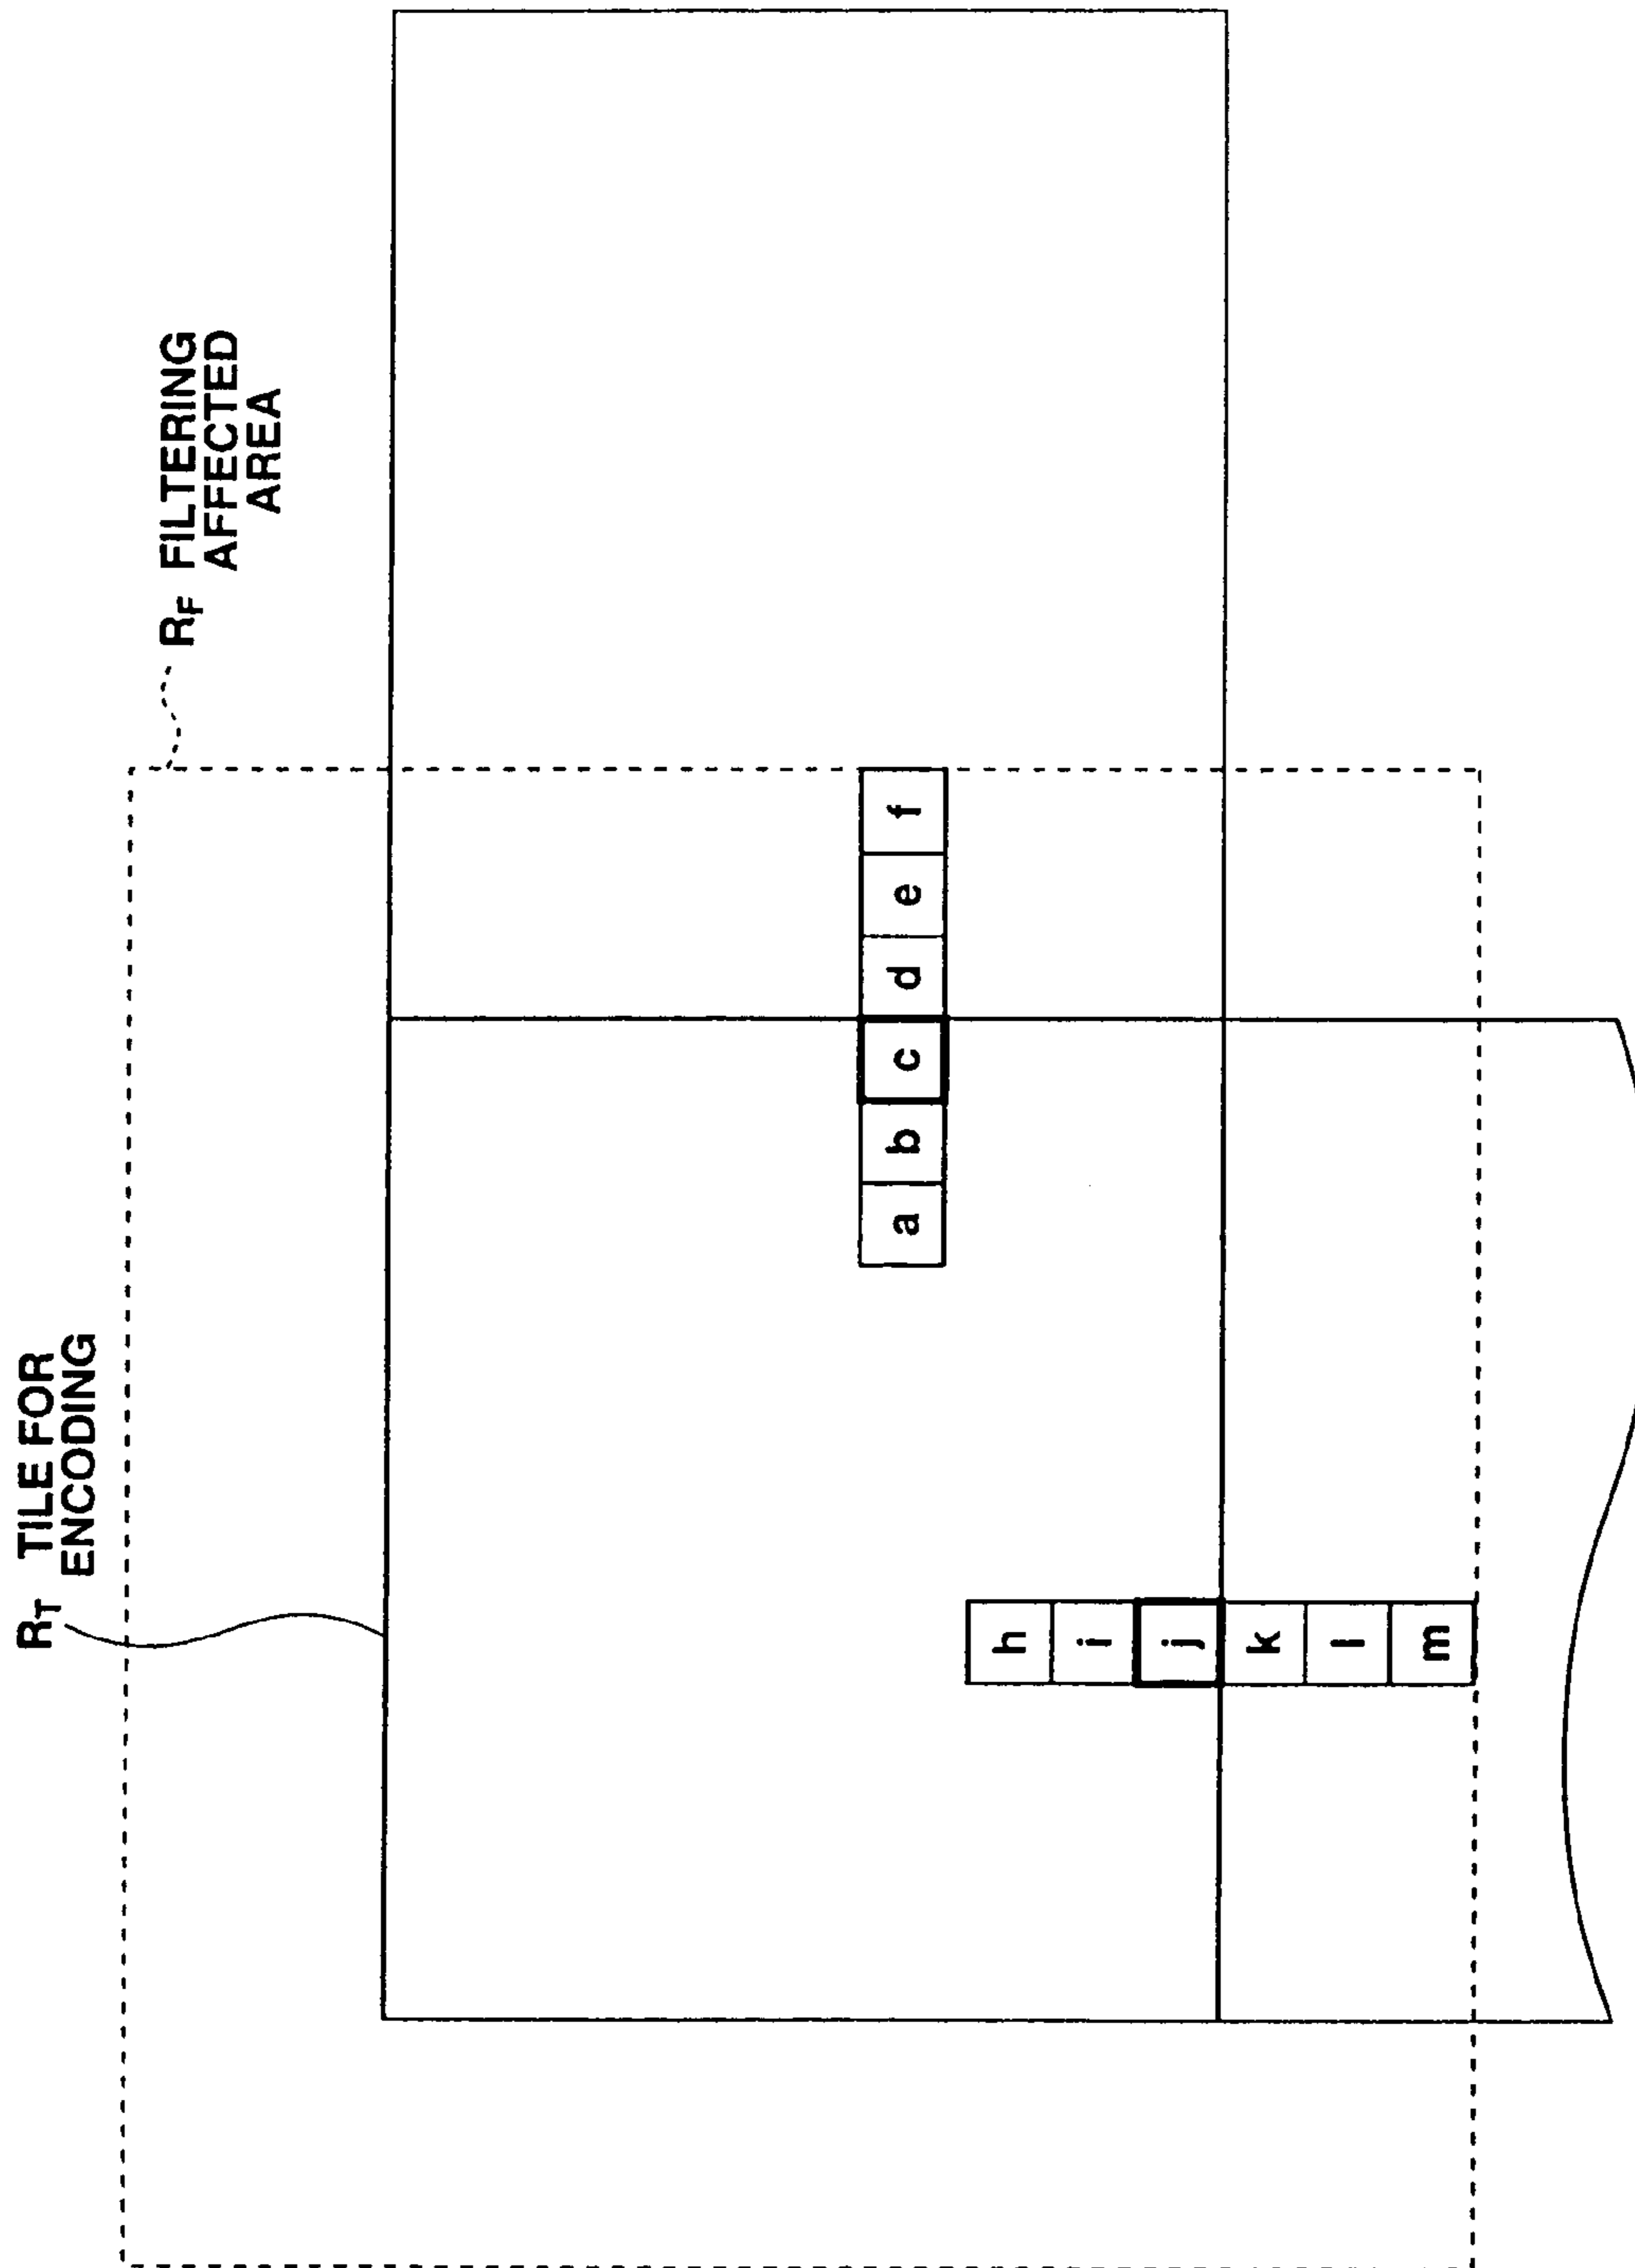 RT TILE FOR
ENCODING
RF FILTERING
AFFECTED
AREA
a b c d e f
h
i
j
k
l
m